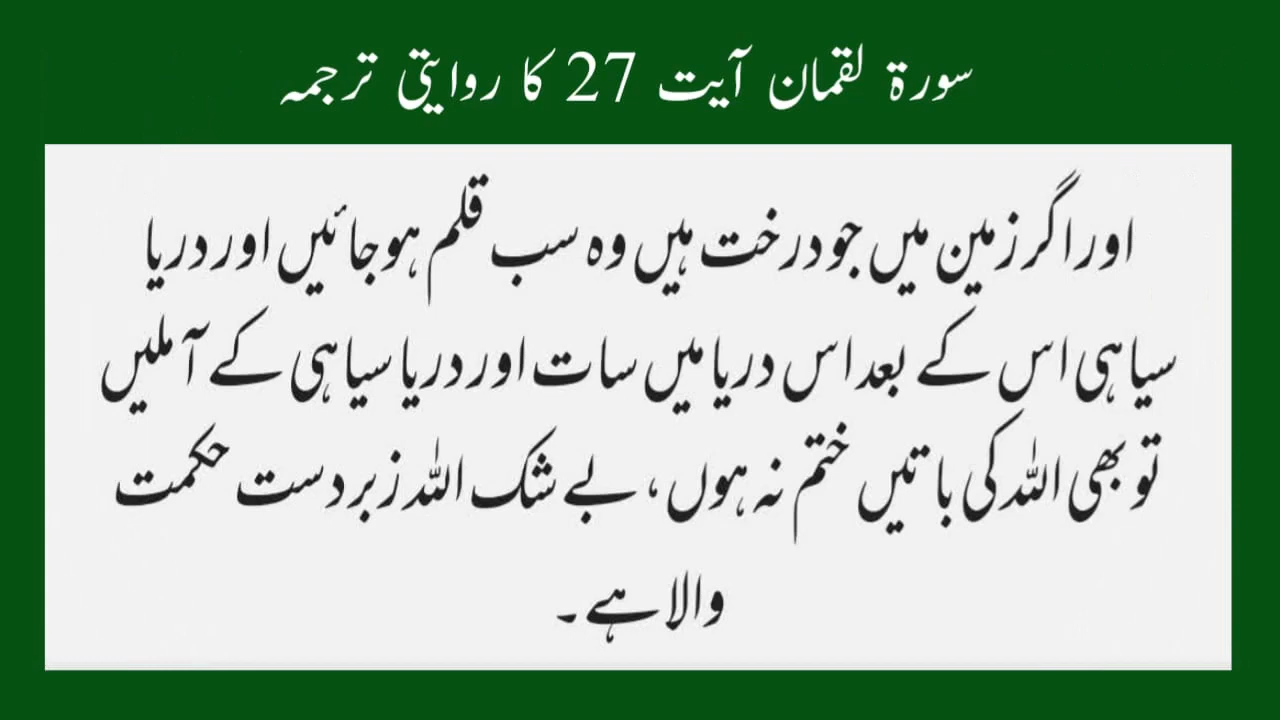 سورۃ لقمان آیت 27 کا روایتی ترجمہ
اور اگر زمین میں جو درخت ہیں وہ سب قلم ہوجائیں اور دریا
سیاہی اس کے بعد اس دریا میں سات اور دریا سیاہی کے آ ملیں
تو بھی اللہ کی باتیں ختم نہ ہوں، بے شک اللہ زبردست حکمت
والا ہے۔